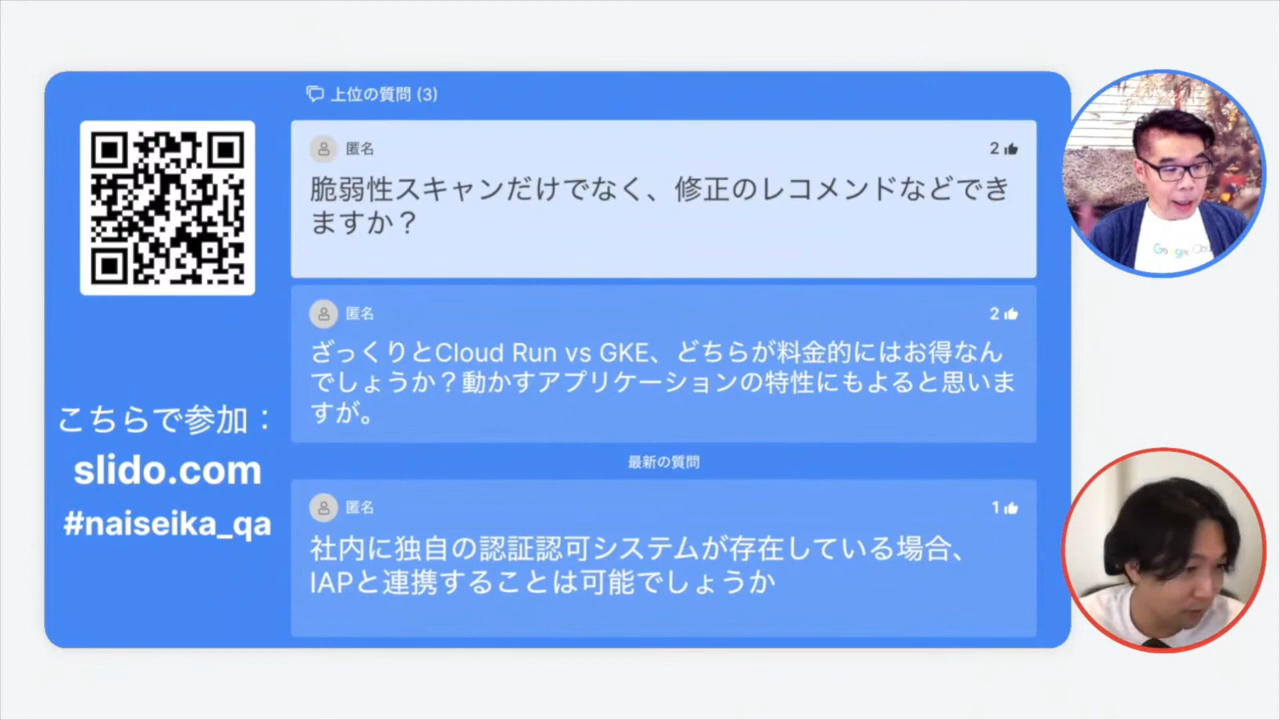 上位の質問 (3)
匿名
2
脆弱性スキャンだけでなく、修正のレコメンドなどでき
ますか？
匿名
2
ざっくりとCloud Run vs GKE、どちらが料金的にはお得なん
でしょうか？動かすアプリケーションの特性にもよると思いま
すが。
最新の質問
匿名
1
社内に独自の認証認可システムが存在している場合、
IAPと連携することは可能でしょうか
こちらで参加：
slido.com
#naiseika_qa
Google Clou